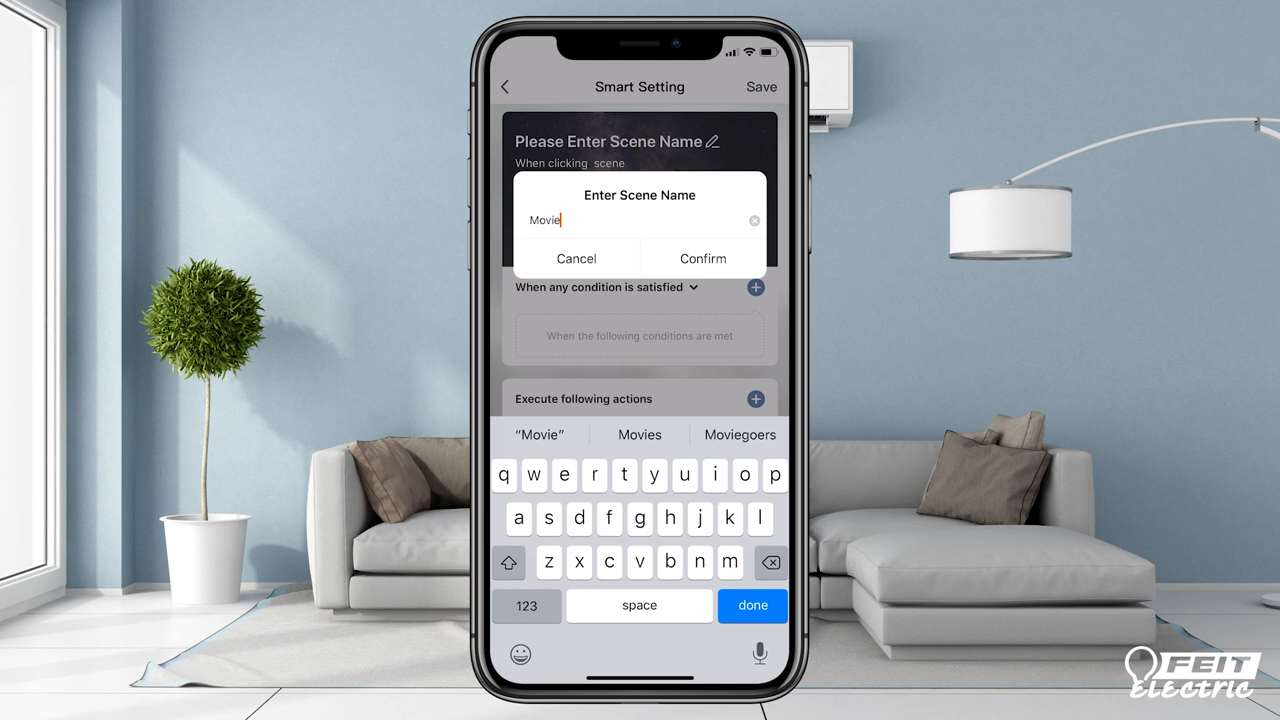 Smart Setting
Save
Please Enter Scene Name
When clicking scene
Enter Scene Name
Movie
Cancel
Confirm
When any condition is satisfied
When the following conditions are met
Execute following actions
“Movie”
Movies
Moviegoers
q w e r t y u i o p
a s d f g h j k l
z x c v b n m
123
space
done
FEIT
Electric